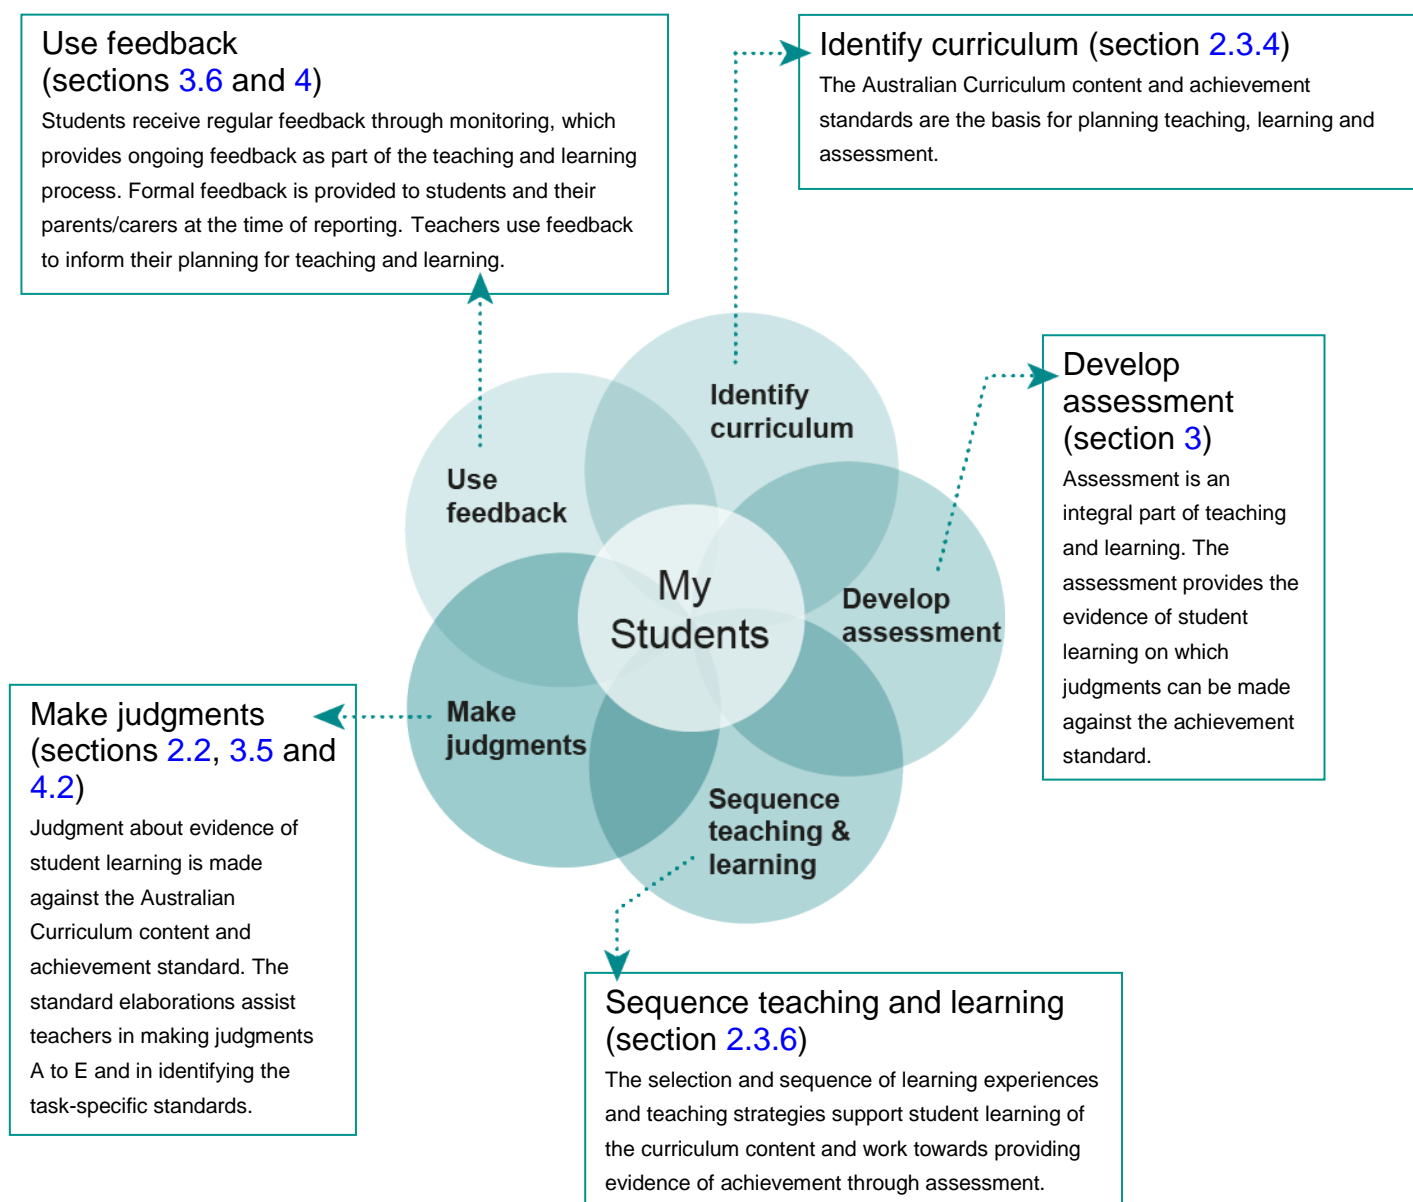 Use feedback
(sections 3.6 and 4)
Students receive regular feedback through monitoring, which
provides ongoing feedback as part of the teaching and learning
process. Formal feedback is provided to students and their
parents/carers at the time of reporting. Teachers use feedback
to inform their planning for teaching and learning.
Identify curriculum (section 2.3.4)
The Australian Curriculum content and achievement
standards are the basis for planning teaching, learning and
assessment.
Identify
curriculum
Develop
assessment
(section 3)
Assessment is an
integral part of teaching
and learning. The
assessment provides the
evidence of student
learning on which
judgments can be made
against the achievement
standard.
Use
feedback
My
Students
Develop
assessment
Make
judgments
Sequence
teaching &
learning
Make judgments
(sections 2.2, 3.5 and
4.2)
Judgment about evidence of
student learning is made
against the Australian
Curriculum content and
achievement standard. The
standard elaborations assist
teachers in making judgments
A to E and in identifying the
task-specific standards.
Sequence teaching and learning
(section 2.3.6)
The selection and sequence of learning experiences
and teaching strategies support student learning of
the curriculum content and work towards providing
evidence of achievement through assessment.